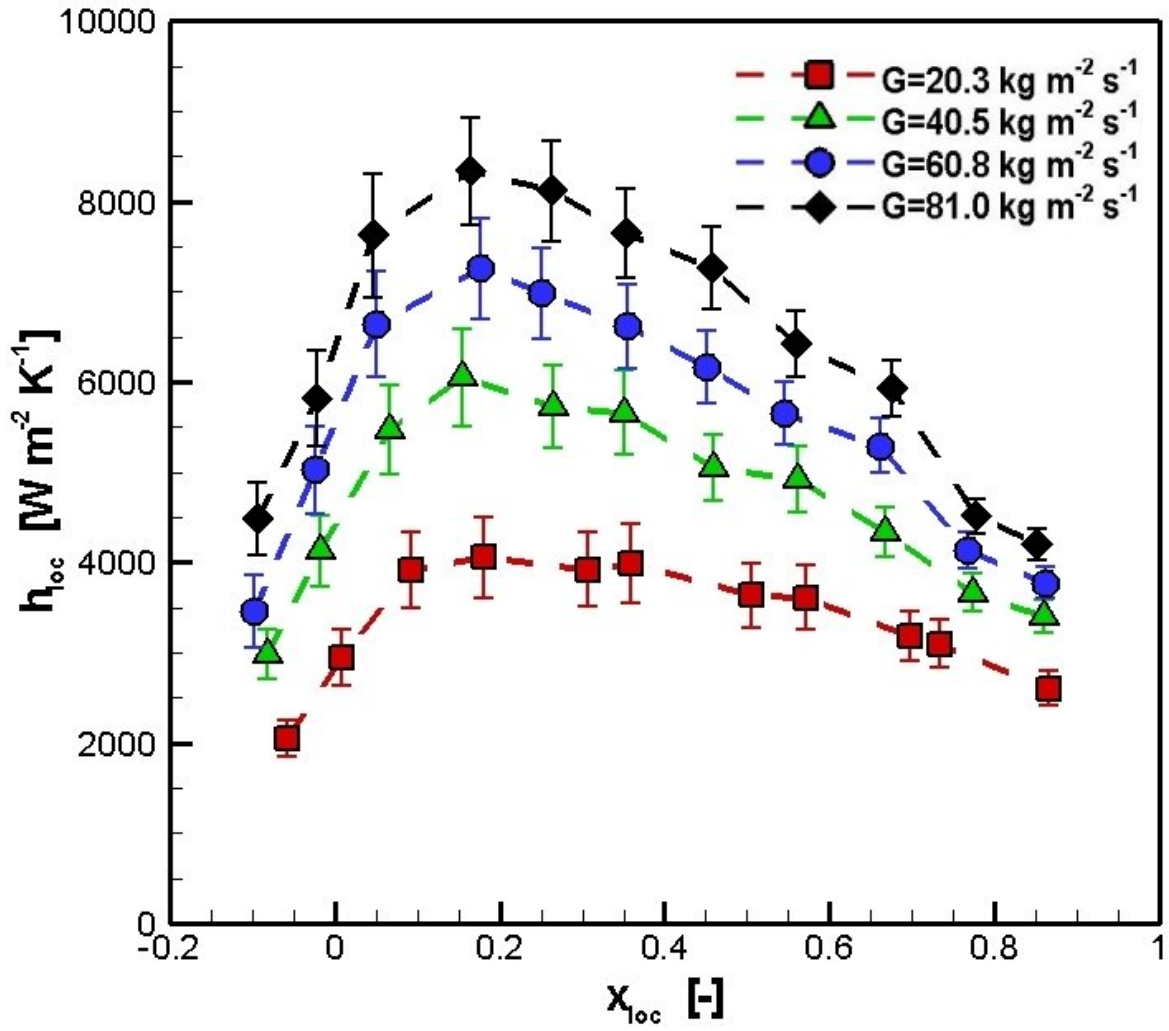 10000
8000
6000
4000
2000
0
h_loc [W m^-2 K^-1]
G=20.3 kg m^-2 s^-1
G=40.5 kg m^-2 s^-1
G=60.8 kg m^-2 s^-1
G=81.0 kg m^-2 s^-1
-0.2 0 0.2 0.4 0.6 0.8 1
x_loc [-]